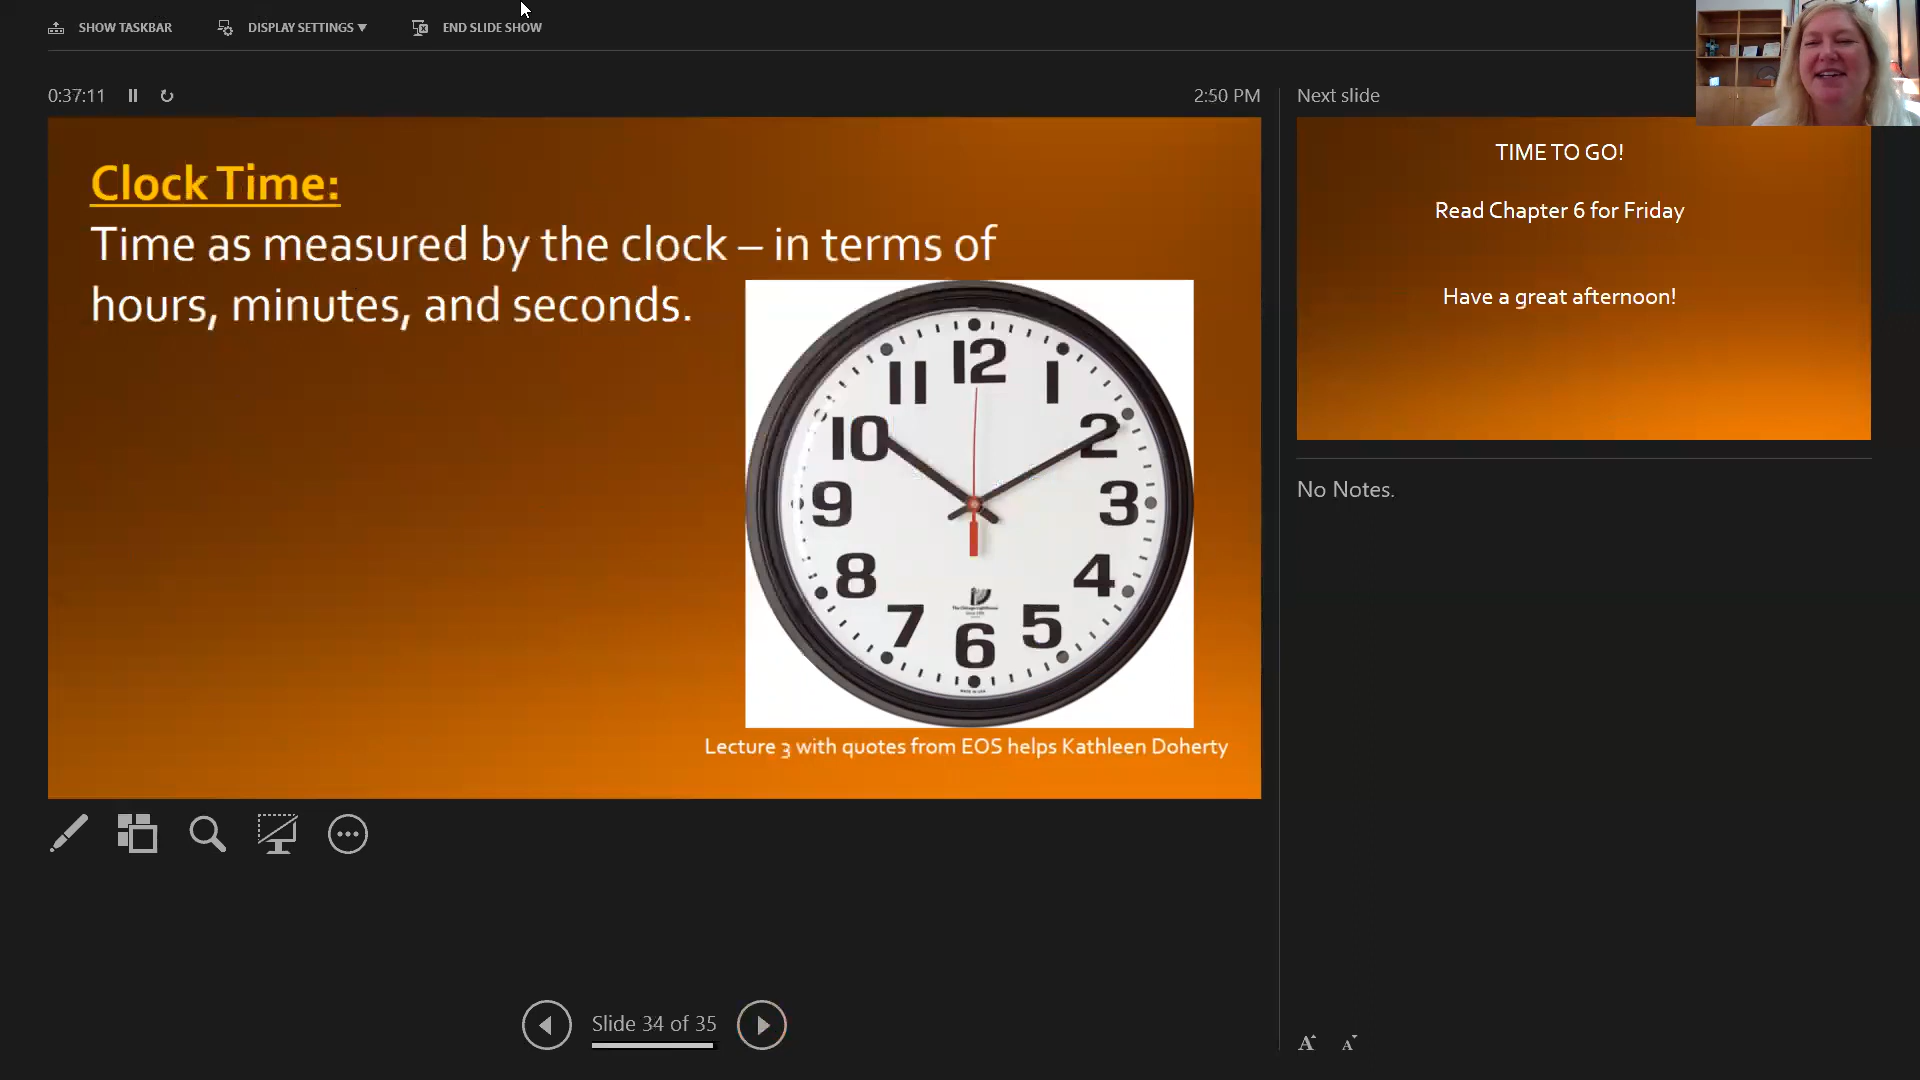 SHOW TASKBAR
DISPLAY SETTINGS ▼
END SLIDE SHOW
0:37:11
2:50 PM
Next slide
Clock Time:
Time as measured by the clock – in terms of
hours, minutes, and seconds.
12
1
2
3
4
5
6
7
8
9
10
11
Lecture 3 with quotes from EOS helps Kathleen Doherty
TIME TO GO!
Read Chapter 6 for Friday
Have a great afternoon!
No Notes.
Slide 34 of 35
A
A